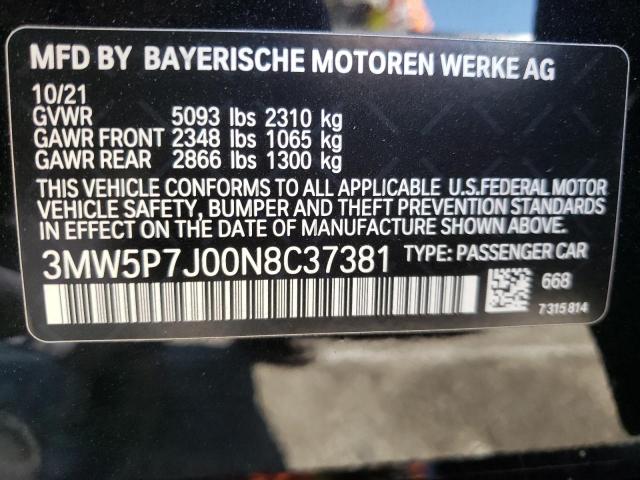 MFD BY BAYERISCHE MOTOREN WERKE AG
10/21
GVWR 5093 lbs 2310 kg
GAWR FRONT 2348 lbs 1065 kg
GAWR REAR 2866 lbs 1300 kg
THIS VEHICLE CONFORMS TO ALL APPLICABLE U.S.FEDERAL MOTOR
VEHICLE SAFETY, BUMPER AND THEFT PREVENTION STANDARDS
IN EFFECT ON THE DATE OF MANUFACTURE SHOWN ABOVE.
3MW5P7J00N8C37381 TYPE: PASSENGER CAR
668
7315814